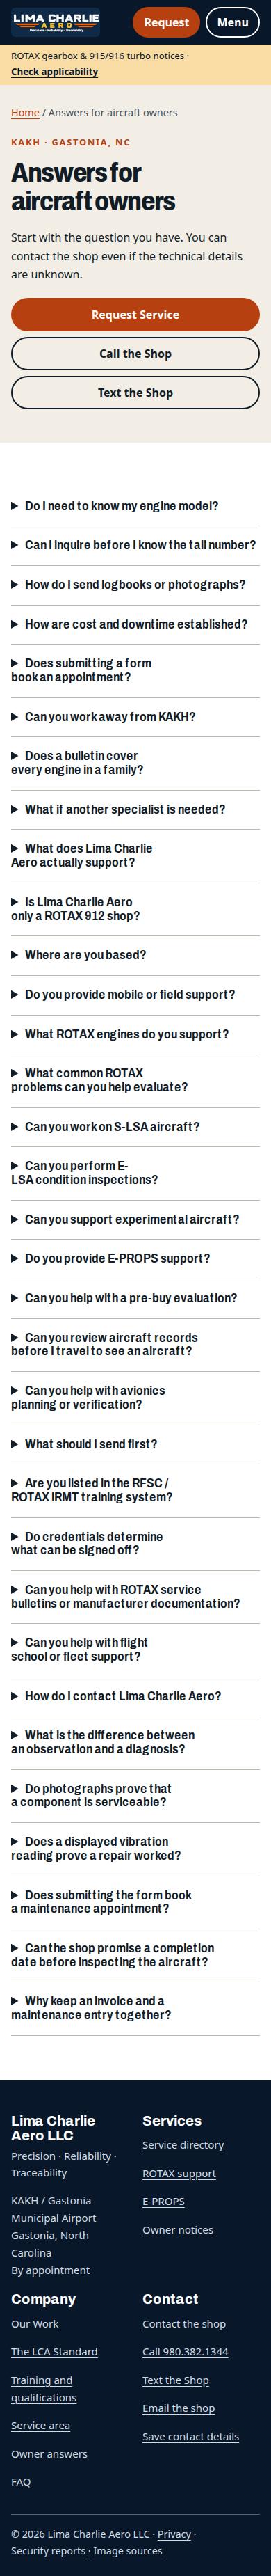 LIMA CHARLIE
AERO
Precision · Reliability · Traceability
Request
Menu
ROTAX gearbox & 915/916 turbo notices ·
Check applicability
Home / Answers for aircraft owners
KAKH · GASTONIA, NC
Answers for
aircraft owners
Start with the question you have. You can
contact the shop even if the technical details
are unknown.
Request Service
Call the Shop
Text the Shop
Do I need to know my engine model?
Can I inquire before I know the tail number?
How do I send logbooks or photographs?
How are cost and downtime established?
Does submitting a form
book an appointment?
Can you work away from KAKH?
Does a bulletin cover
every engine in a family?
What if another specialist is needed?
What does Lima Charlie
Aero actually support?
Is Lima Charlie Aero
only a ROTAX 912 shop?
Where are you based?
Do you provide mobile or field support?
What ROTAX engines do you support?
What common ROTAX
problems can you help evaluate?
Can you work on S-LSA aircraft?
Can you perform E-
LSA condition inspections?
Can you support experimental aircraft?
Do you provide E-PROPS support?
Can you help with a pre-buy evaluation?
Can you review aircraft records
before I travel to see an aircraft?
Can you help with avionics
planning or verification?
What should I send first?
Are you listed in the RFSC /
ROTAX iRMT training system?
Do credentials determine
what can be signed off?
Can you help with ROTAX service
bulletins or manufacturer documentation?
Can you help with flight
school or fleet support?
How do I contact Lima Charlie Aero?
What is the difference between
an observation and a diagnosis?
Do photographs prove that
a component is serviceable?
Does a displayed vibration
reading prove a repair worked?
Does submitting the form book
a maintenance appointment?
Can the shop promise a completion
date before inspecting the aircraft?
Why keep an invoice and a
maintenance entry together?
Lima Charlie
Aero LLC
Precision · Reliability ·
Traceability
KAKH / Gastonia
Municipal Airport
Gastonia, North
Carolina
By appointment
Services
Service directory
ROTAX support
E-PROPS
Owner notices
Company
Our Work
The LCA Standard
Training and
qualifications
Service area
Owner answers
FAQ
Contact
Contact the shop
Call 980.382.1344
Text the Shop
Email the shop
Save contact details
© 2026 Lima Charlie Aero LLC · Privacy ·
Security reports · Image sources